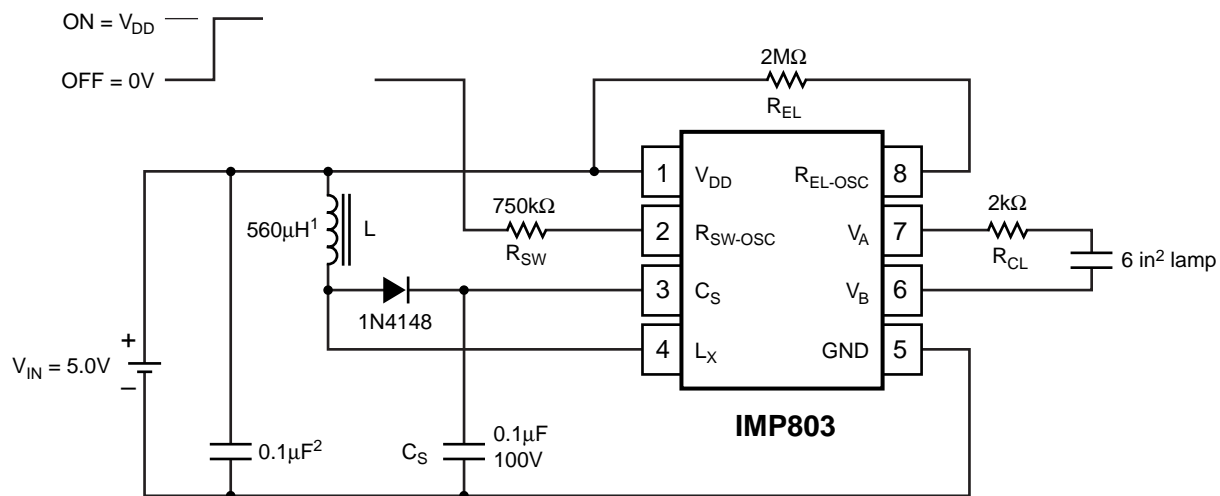 ON = V_DD
OFF = 0V
2MΩ
R_EL
1 V_DD R_EL-OSC 8
750kΩ
R_SW
2 R_SW-OSC V_A 7
2kΩ
R_CL
560μH¹ L
3 C_S V_B 6
6 in² lamp
1N4148
4 L_X GND 5
+
V_IN = 5.0V
–
IMP803
0.1μF²
C_S
0.1μF
100V